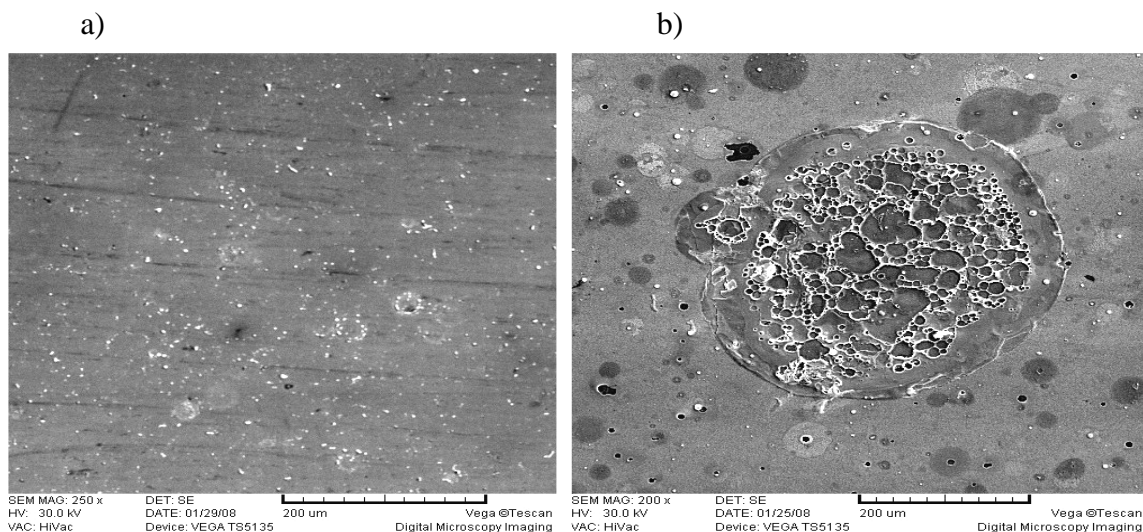 a)
b)
SEM MAG: 250 x DET: SE
HV: 30.0 kV DATE: 01/29/08 200 um Vega ©Tescan
VAC: HiVac Device: VEGA TS5135 Digital Microscopy Imaging
SEM MAG: 200 x DET: SE
HV: 30.0 kV DATE: 01/25/08 200 um Vega ©Tescan
VAC: HiVac Device: VEGA TS5135 Digital Microscopy Imaging